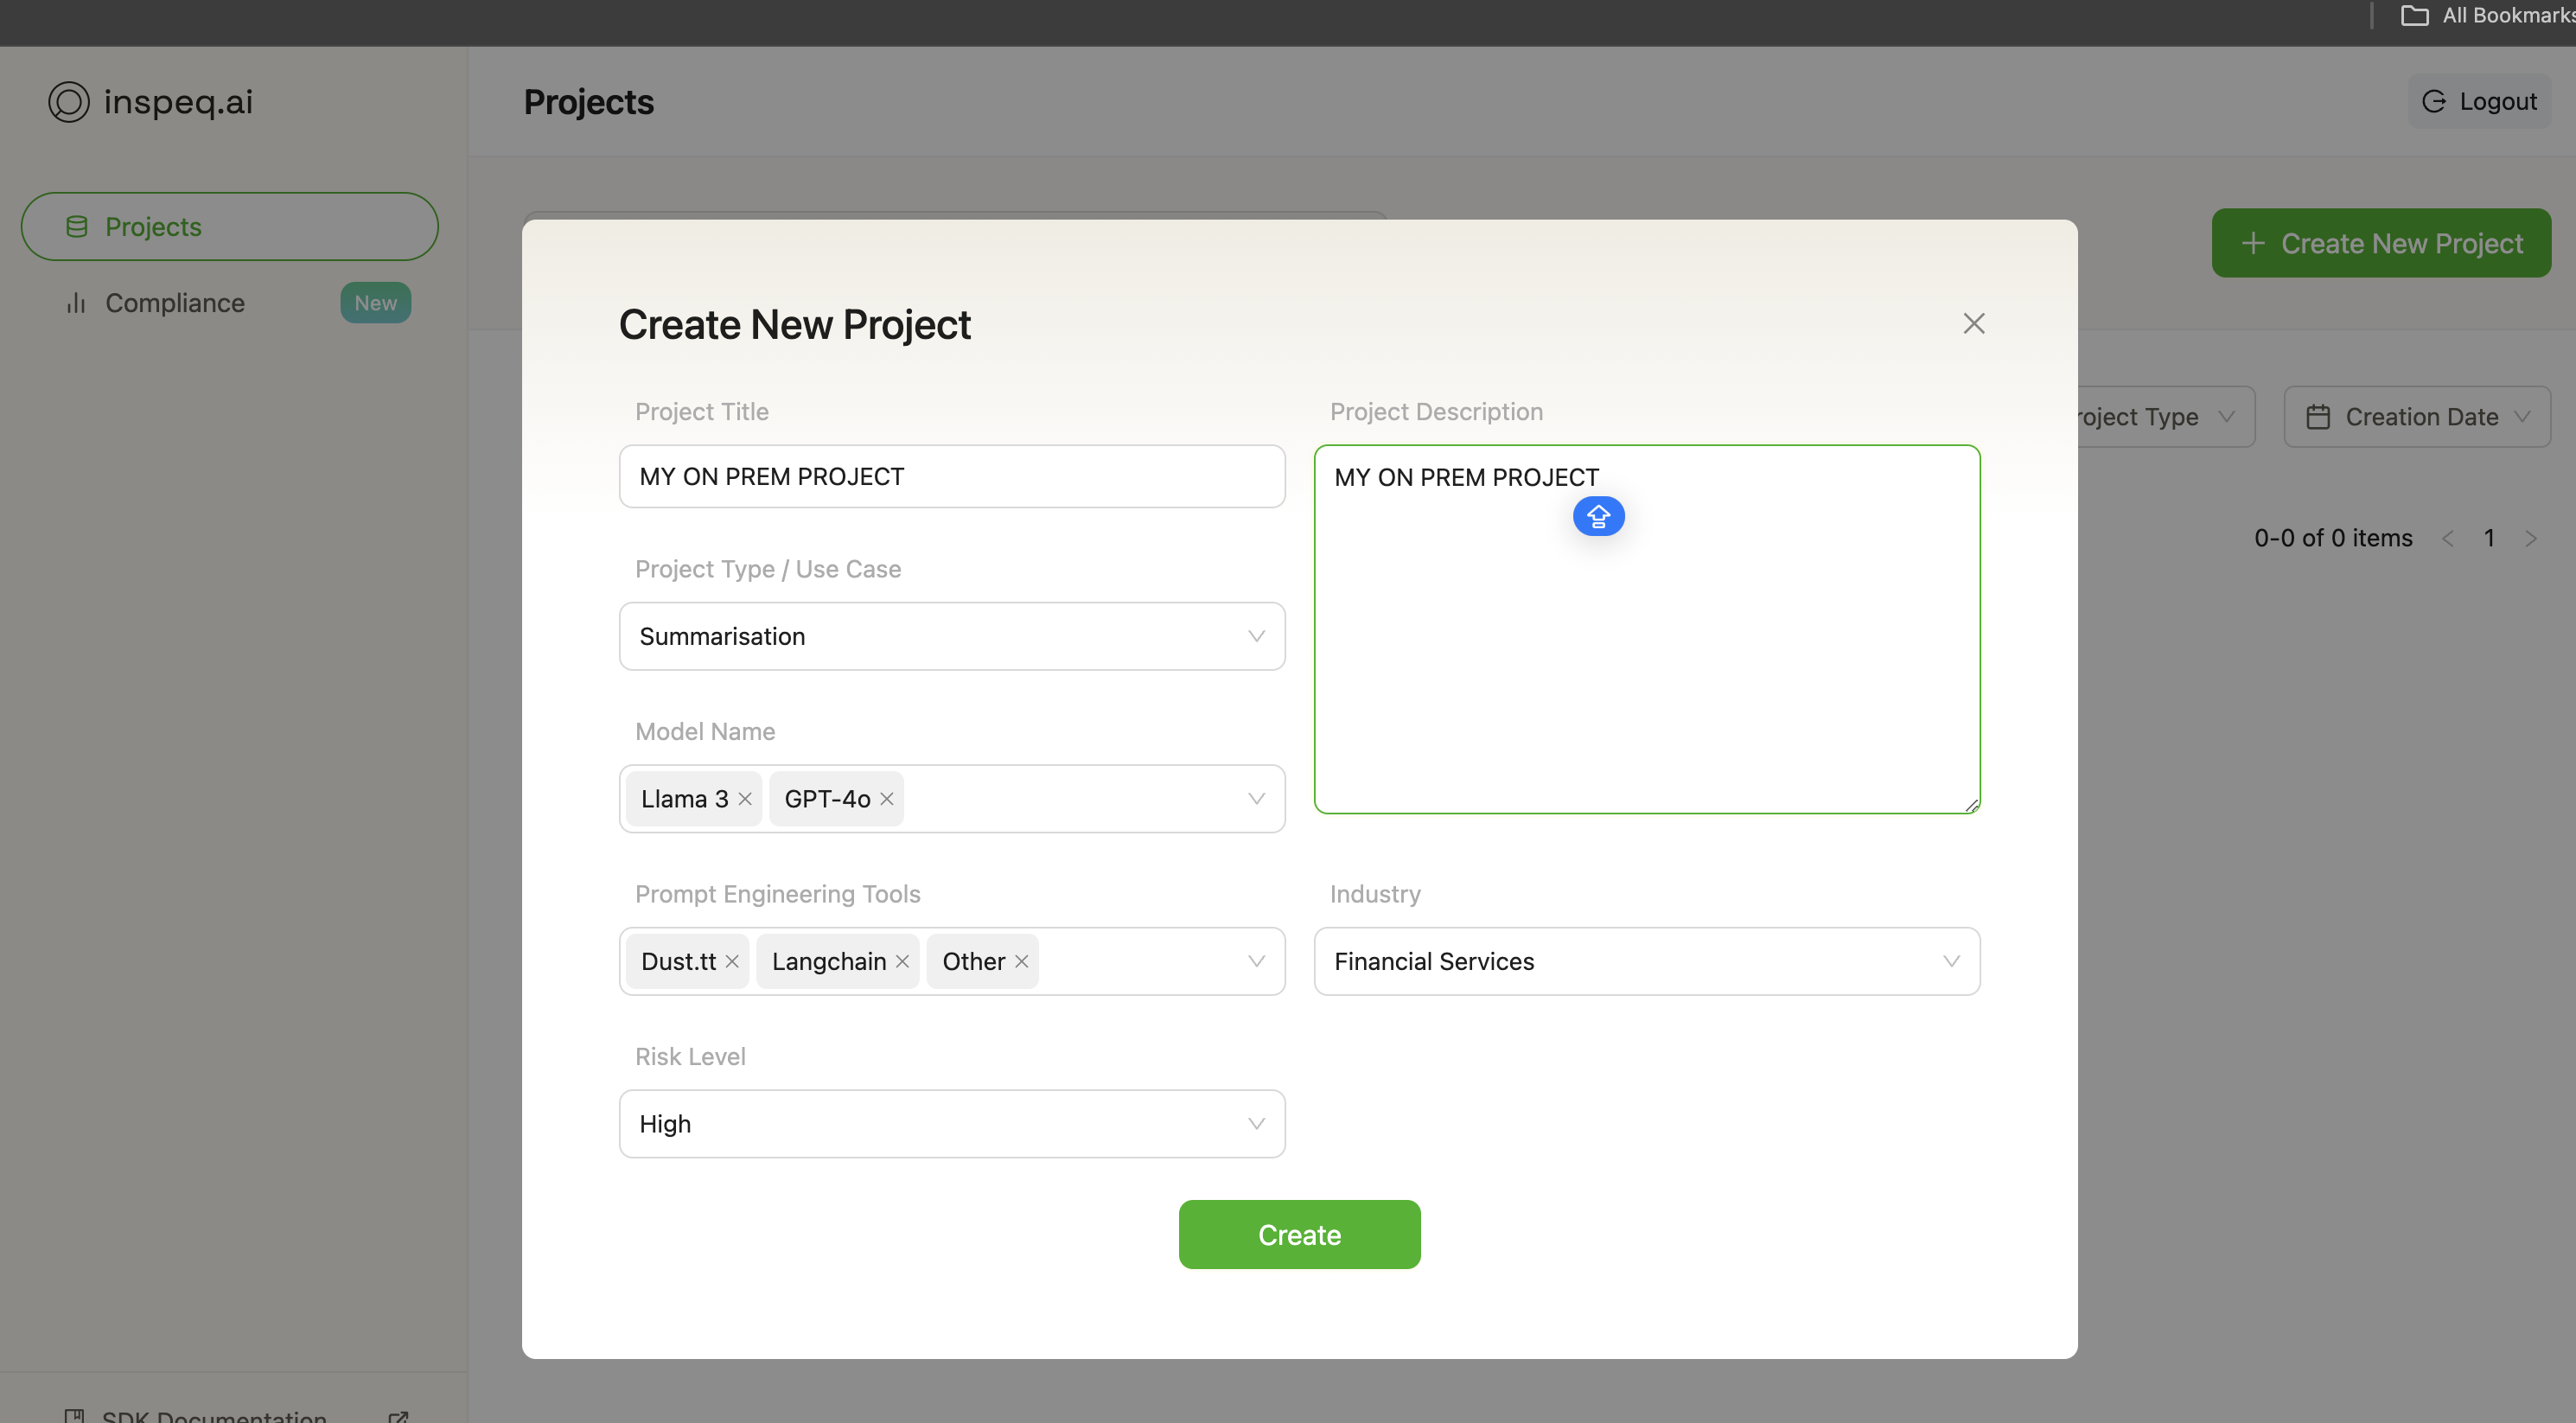 All Bookmarks
inspeq.ai
Projects
Logout
Projects
Compliance
New
Create New Project
Create New Project
Project Title
Project Description
MY ON PREM PROJECT
MY ON PREM PROJECT
roject Type
Creation Date
0-0 of 0 items
1
Project Type / Use Case
Summarisation
Model Name
Llama 3
GPT-4o
Prompt Engineering Tools
Industry
Dust.tt
Langchain
Other
Financial Services
Risk Level
High
Create
SDK Documentation